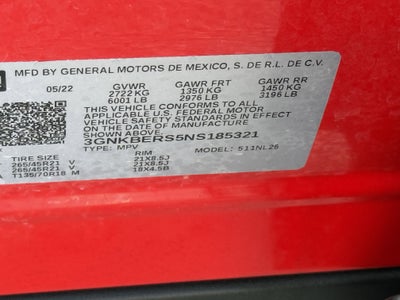 MFD BY GENERAL MOTORS DE MEXICO, S. DE R.L. DE C.V.
05/22 GVWR GAWR FRT GAWR RR
2722 KG 1350 KG 1450 KG
6001 LB 2976 LB 3196 LB
THIS VEHICLE CONFORMS TO ALL
APPLICABLE U.S. FEDERAL MOTOR
VEHICLE SAFETY STANDARDS IN
EFFECT ON THE DATE OF MANUFACTURE
SHOWN ABOVE.
3GNKBERS5NS185321
TYPE: MPV MODEL: 511NL26
TIRE SIZE RIM
265/45R21 V 21X8.5J
265/45R21 V 21X8.5J
T135/70R18 M 18X4.5B